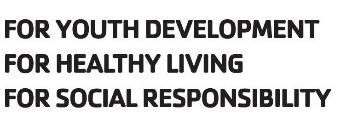 FOR YOUTH DEVELOPMENT
FOR HEALTHY LIVING
FOR SOCIAL RESPONSIBILITY